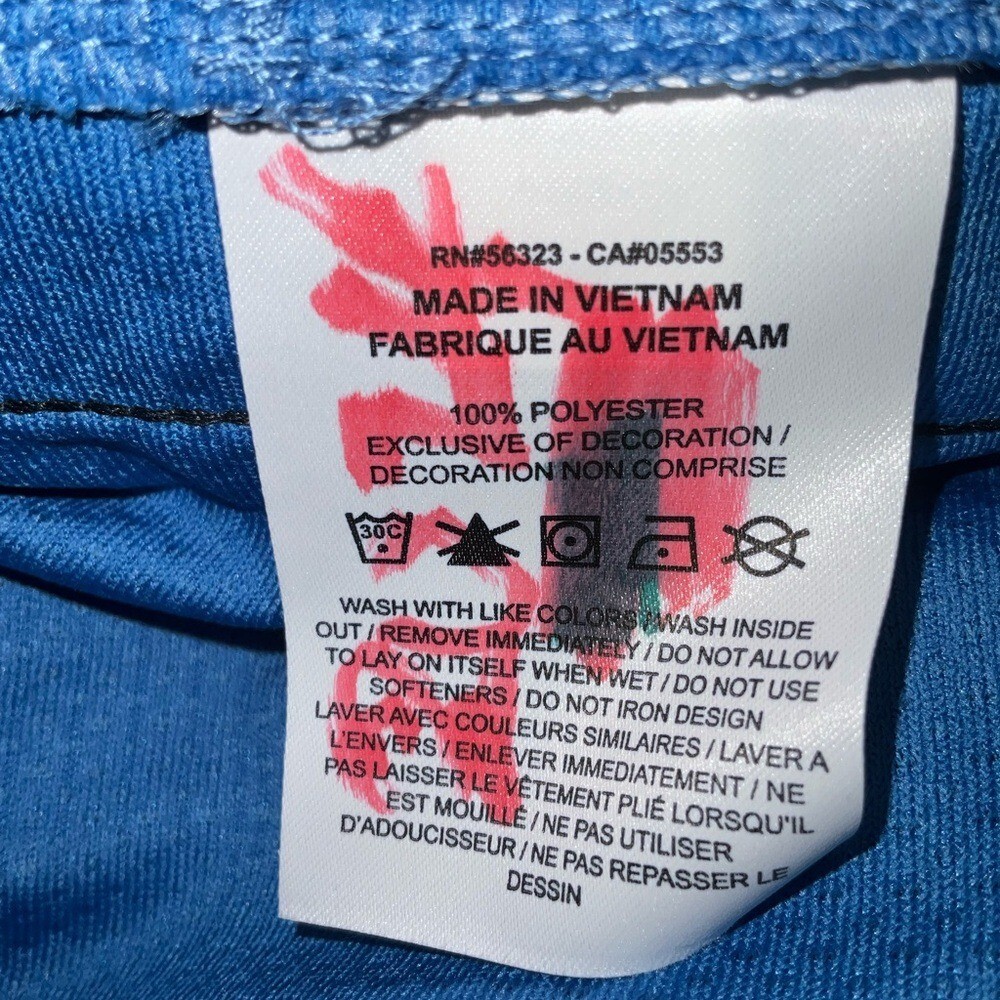 RN#56323 - CA#05553
MADE IN VIETNAM
FABRIQUE AU VIETNAM
100% POLYESTER
EXCLUSIVE OF DECORATION /
DECORATION NON COMPRISE
30C
WASH WITH LIKE COLORS / WASH INSIDE
OUT / REMOVE IMMEDIATELY / DO NOT ALLOW
TO LAY ON ITSELF WHEN WET / DO NOT USE
SOFTENERS / DO NOT IRON DESIGN
LAVER AVEC COULEURS SIMILAIRES / LAVER A
L'ENVERS / ENLEVER IMMEDIATEMENT / NE
PAS LAISSER LE VÊTEMENT PLIÉ LORSQU'IL
EST MOUILLÉ / NE PAS UTILISER
D'ADOUCISSEUR / NE PAS REPASSER LE
DESSIN